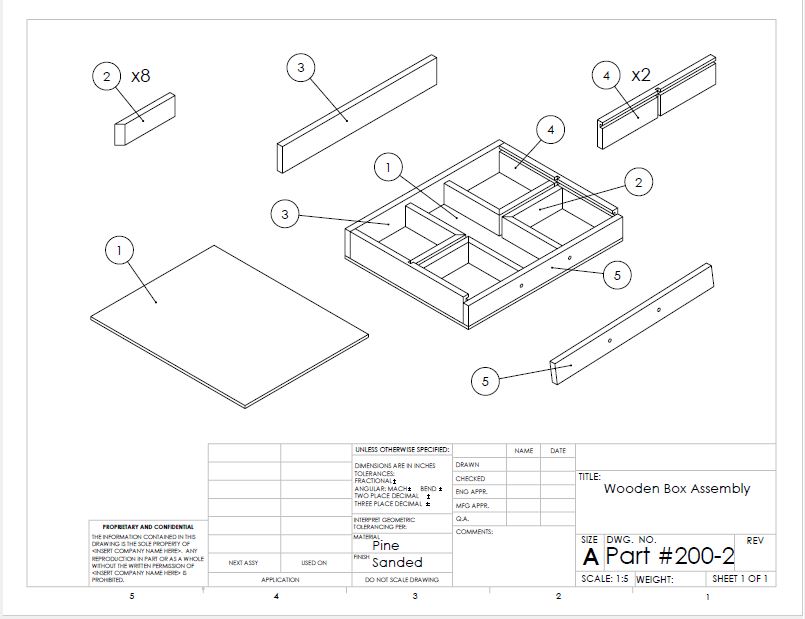 2 x8
3
4 x2
4
1
2
3
1
5
5
UNLESS OTHERWISE SPECIFIED:
DIMENSIONS ARE IN INCHES
TOLERANCES:
FRACTIONAL±
ANGULAR: MACH± BEND ±
TWO PLACE DECIMAL ±
THREE PLACE DECIMAL ±
INTERPRET GEOMETRIC
TOLERANCING PER:
MATERIAL
Pine
FINISH
Sanded
DO NOT SCALE DRAWING
NAME DATE
DRAWN
CHECKED
ENG APPR.
MFG APPR.
Q.A.
COMMENTS:
TITLE:
Wooden Box Assembly
SIZE DWG. NO. REV
A Part #200-2
SCALE: 1:5 WEIGHT: SHEET 1 OF 1
PROPRIETARY AND CONFIDENTIAL
THE INFORMATION CONTAINED IN THIS
DRAWING IS THE SOLE PROPERTY OF
<INSERT COMPANY NAME HERE>. ANY
REPRODUCTION IN PART OR AS A WHOLE
WITHOUT THE WRITTEN PERMISSION OF
<INSERT COMPANY NAME HERE> IS
PROHIBITED.
NEXT ASSY USED ON
APPLICATION
5 4 3 2 1